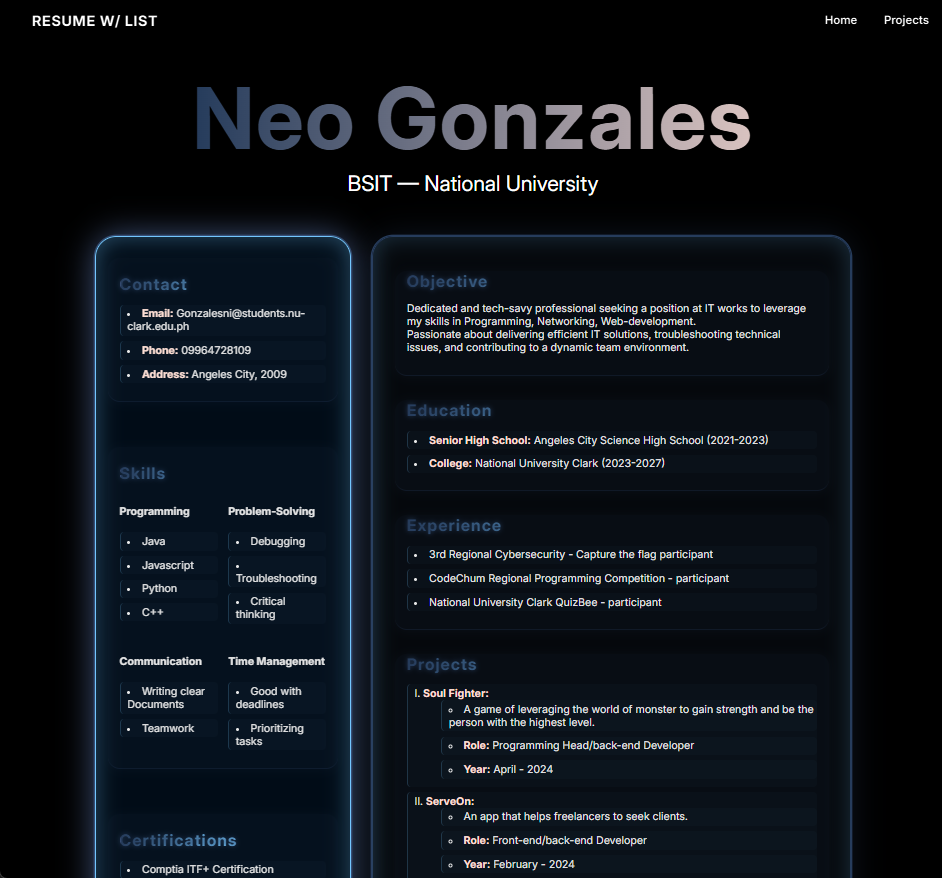 RESUME W/ LIST
Home
Projects
Neo Gonzales
BSIT — National University
Contact
• Email: Gonzalesni@students.nu-
clark.edu.ph
• Phone: 09964728109
• Address: Angeles City, 2009
Skills
Programming
• Java
• Javascript
• Python
• C++
Problem-Solving
• Debugging
•
Troubleshooting
• Critical
thinking
Communication
• Writing clear
Documents
• Teamwork
Time Management
• Good with
deadlines
• Prioritizing
tasks
Certifications
• Comptia ITF+ Certification
Objective
Dedicated and tech-savy professional seeking a position at IT works to leverage
my skills in Programming, Networking, Web-development.
Passionate about delivering efficient IT solutions, troubleshooting technical
issues, and contributing to a dynamic team environment.
Education
• Senior High School: Angeles City Science High School (2021-2023)
• College: National University Clark (2023-2027)
Experience
• 3rd Regional Cybersecurity - Capture the flag participant
• CodeChum Regional Programming Competition - participant
• National University Clark QuizBee - participant
Projects
I. Soul Fighter:
◦ A game of leveraging the world of monster to gain strength and be the
person with the highest level.
◦ Role: Programming Head/back-end Developer
◦ Year: April - 2024
II. ServeOn:
◦ An app that helps freelancers to seek clients.
◦ Role: Front-end/back-end Developer
◦ Year: February - 2024